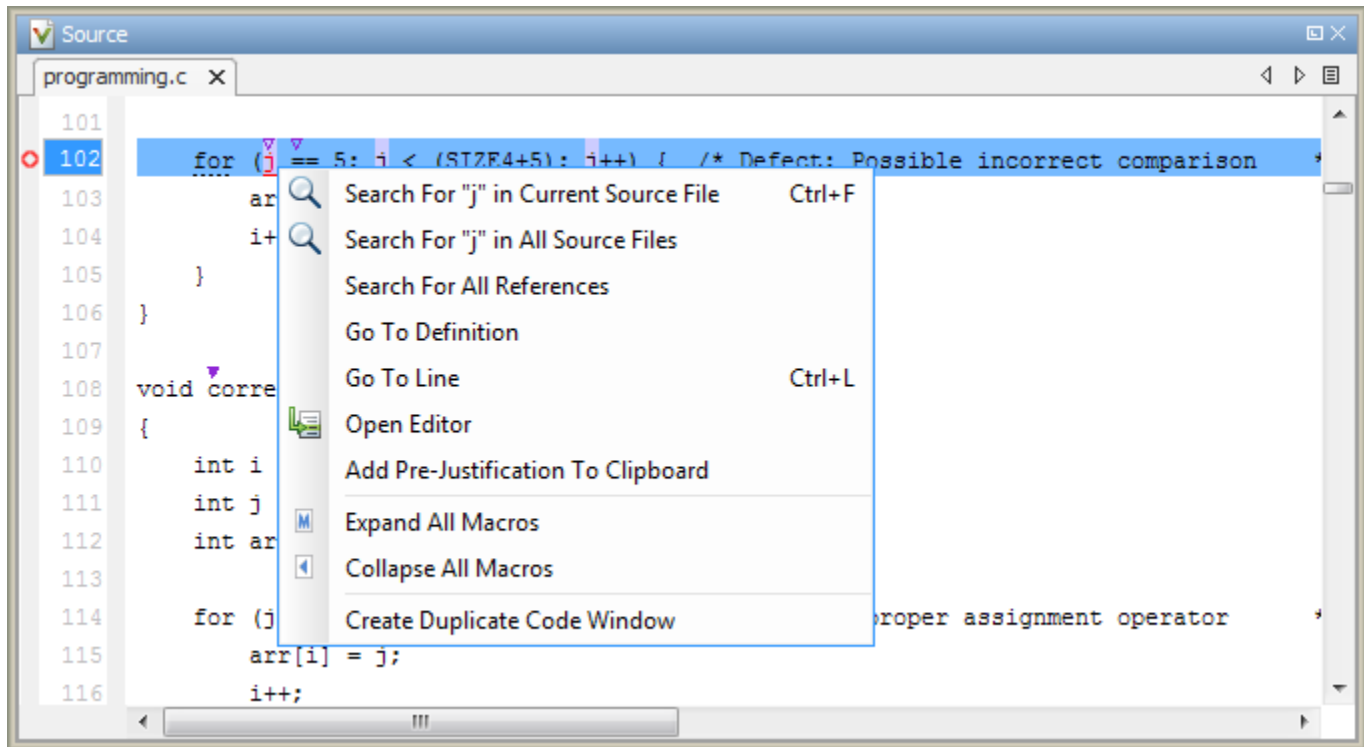 Source
programming.c
101
102 for (j == 5; j < (SIZE4+5); j++) { /* Defect: Possible incorrect comparison *
103 ar
104 i+
105 }
106 }
107
108 void corre
109 {
110 int i
111 int j
112 int ar
113
114 for (j proper assignment operator *
115 arr[i] = j;
116 i++;
Search For "j" in Current Source File Ctrl+F
Search For "j" in All Source Files
Search For All References
Go To Definition
Go To Line Ctrl+L
Open Editor
Add Pre-Justification To Clipboard
M Expand All Macros
Collapse All Macros
Create Duplicate Code Window